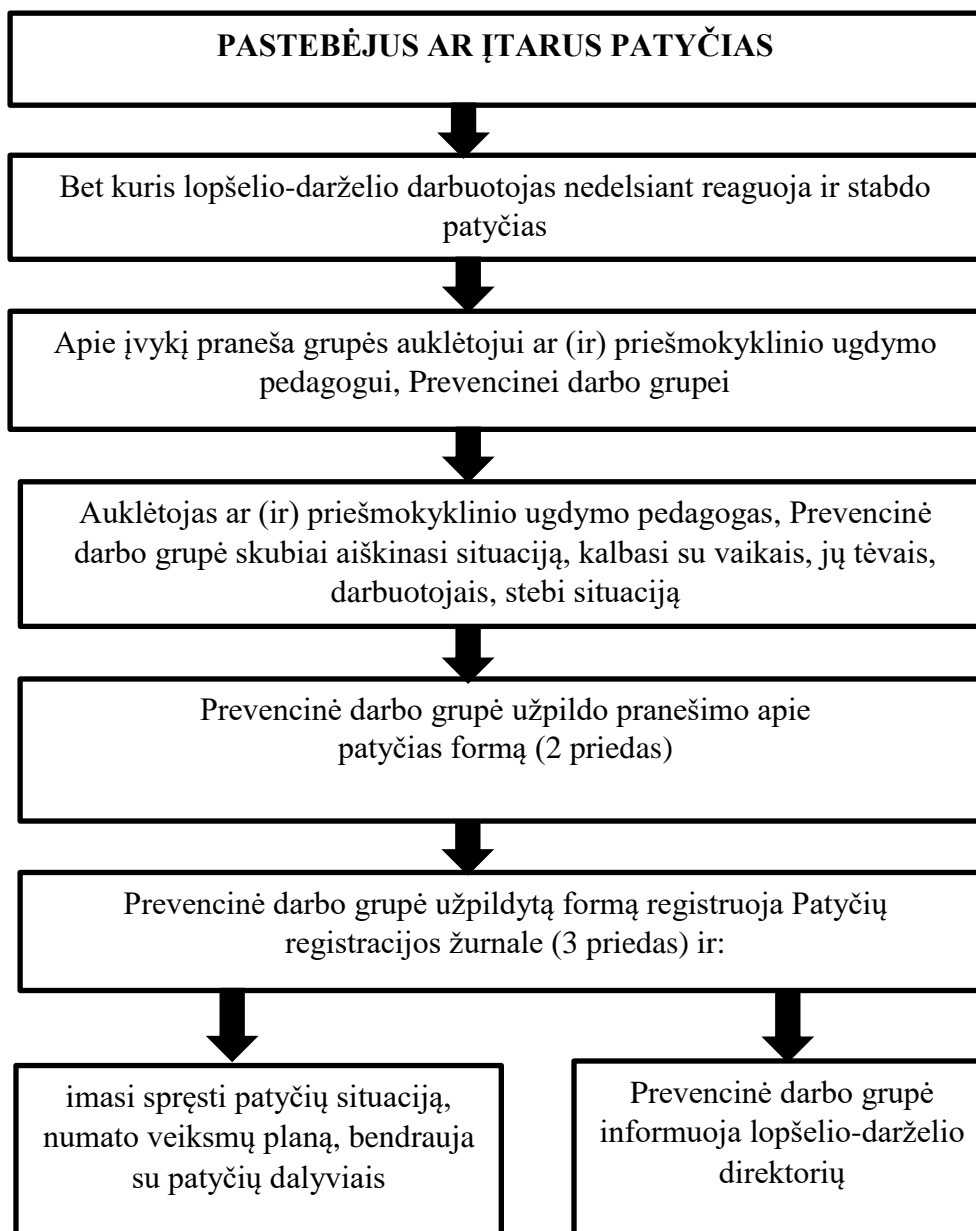 PASTEBĖJUS AR ĮTARUS PATYČIAS
Bet kuris lopšelio-darželio darbuotojas nedelsiant reaguoja ir stabdo
patyčias
Apie įvykį praneša grupės auklėtojui ar (ir) priešmokyklinio ugdymo
pedagogui, Prevencinei darbo grupei
Auklėtojas ar (ir) priešmokyklinio ugdymo pedagogas, Prevencinė
darbo grupė skubiai aiškinasi situaciją, kalbasi su vaikais, jų tėvais,
darbuotojais, stebi situaciją
Prevencinė darbo grupė užpildo pranešimo apie
patyčias formą (2 priedas)
Prevencinė darbo grupė užpildytą formą registruoja Patyčių
registracijos žurnale (3 priedas) ir:
imasi spręsti patyčių situaciją,
numato veiksmų planą, bendrauja
su patyčių dalyviais
Prevencinė darbo grupė
informuoja lopšelio-darželio
direktorių